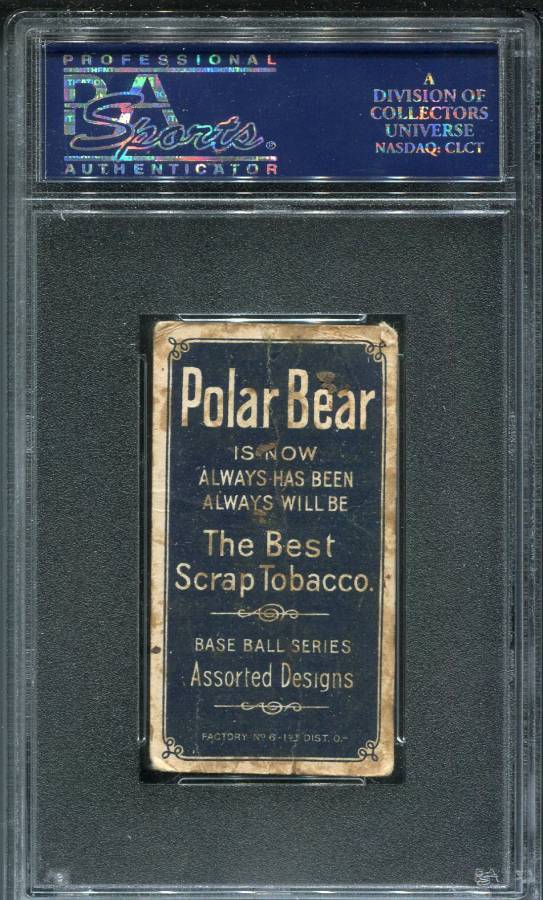 PROFESSIONAL
PSA
Sports®
AUTHENTICATOR
A
DIVISION OF
COLLECTORS
UNIVERSE
NASDAQ: CLCT
Polar Bear
IS NOW
ALWAYS HAS BEEN
ALWAYS WILL BE
The Best
Scrap Tobacco.
BASE BALL SERIES
Assorted Designs
FACTORY Nº 6-1ST DIST. O.-
PSA